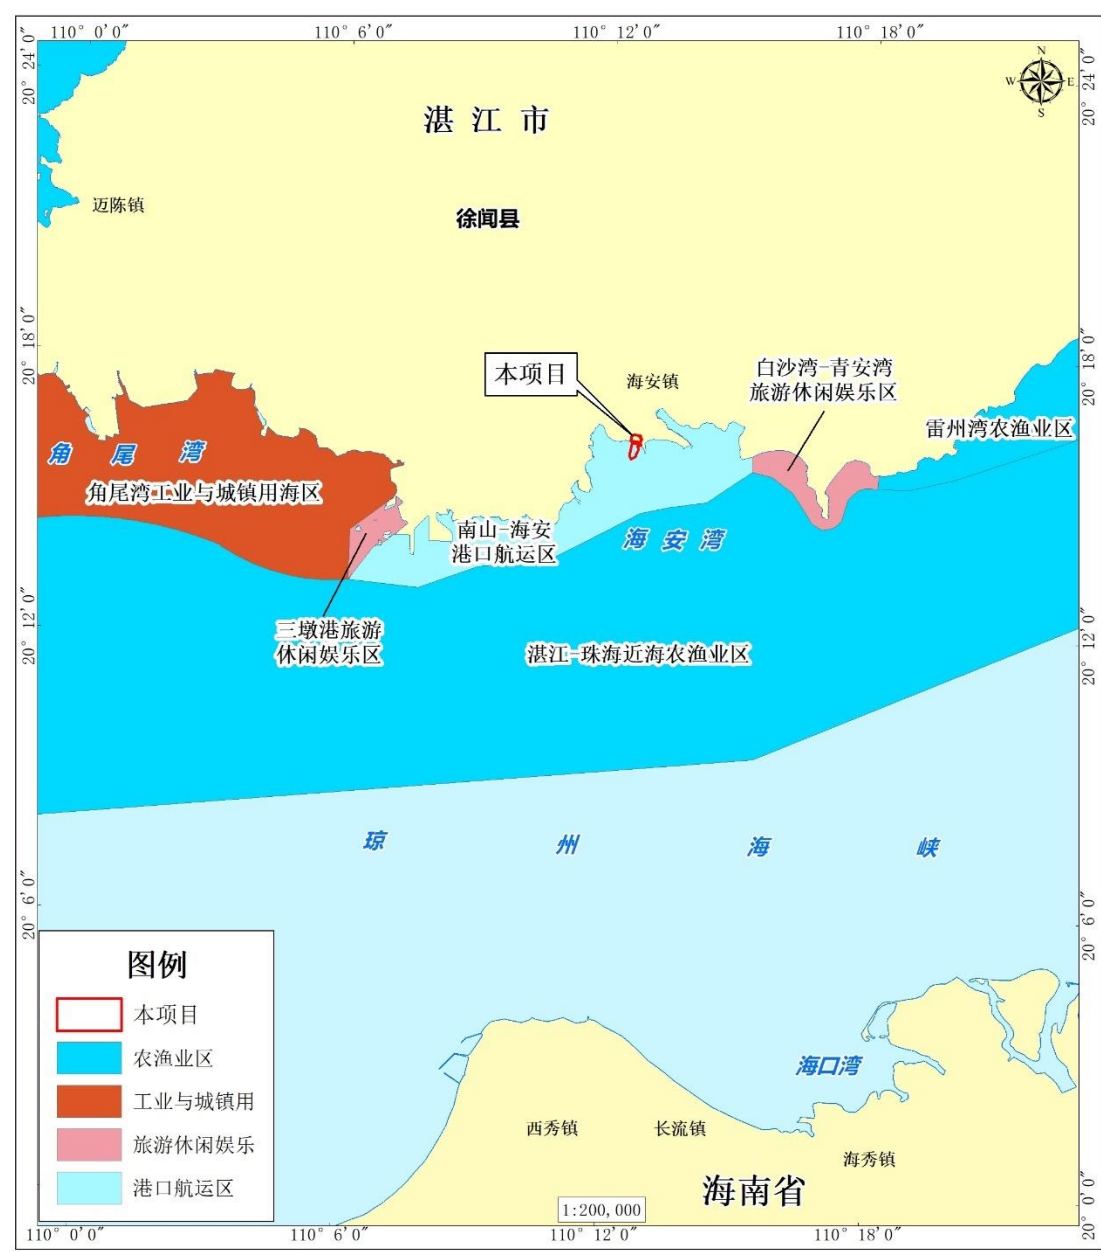 110° 0'0"
110° 6'0"
110° 12'0"
110° 18'0"
20° 24'0"
20° 24'0"
N
W
E
S
湛江市
迈陈镇
徐闻县
20° 18'0"
20° 18'0"
本项目
海安镇
白沙湾-青安湾
旅游休闲娱乐区
雷州湾农渔业区
角尾湾
角尾湾工业与城镇用海区
南山-海安
港口航运区
海安湾
20° 12'0"
20° 12'0"
三墩港旅游
休闲娱乐区
湛江-珠海近海农渔业区
琼州海峡
20° 6'0"
20° 6'0"
图例
本项目
农渔业区
工业与城镇用
旅游休闲娱乐
港口航运区
海口湾
西秀镇
长流镇
海秀镇
海南省
1:200,000
20° 0'0"
110° 0'0"
110° 6'0"
110° 12'0"
110° 18'0"